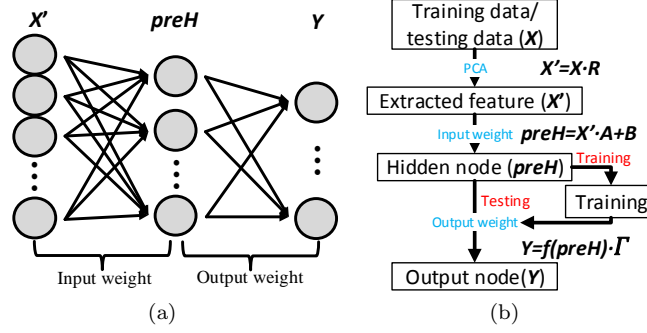 X'
preH
Y
Input weight
Output weight
(a)
Training data/
testing data (X)
PCA
X'=X·R
Extracted feature (X')
Input weight
preH=X'·A+B
Hidden node (preH)
Training
Testing
Training
Output weight
Y=f(preH)·Γ
Output node(Y)
(b)